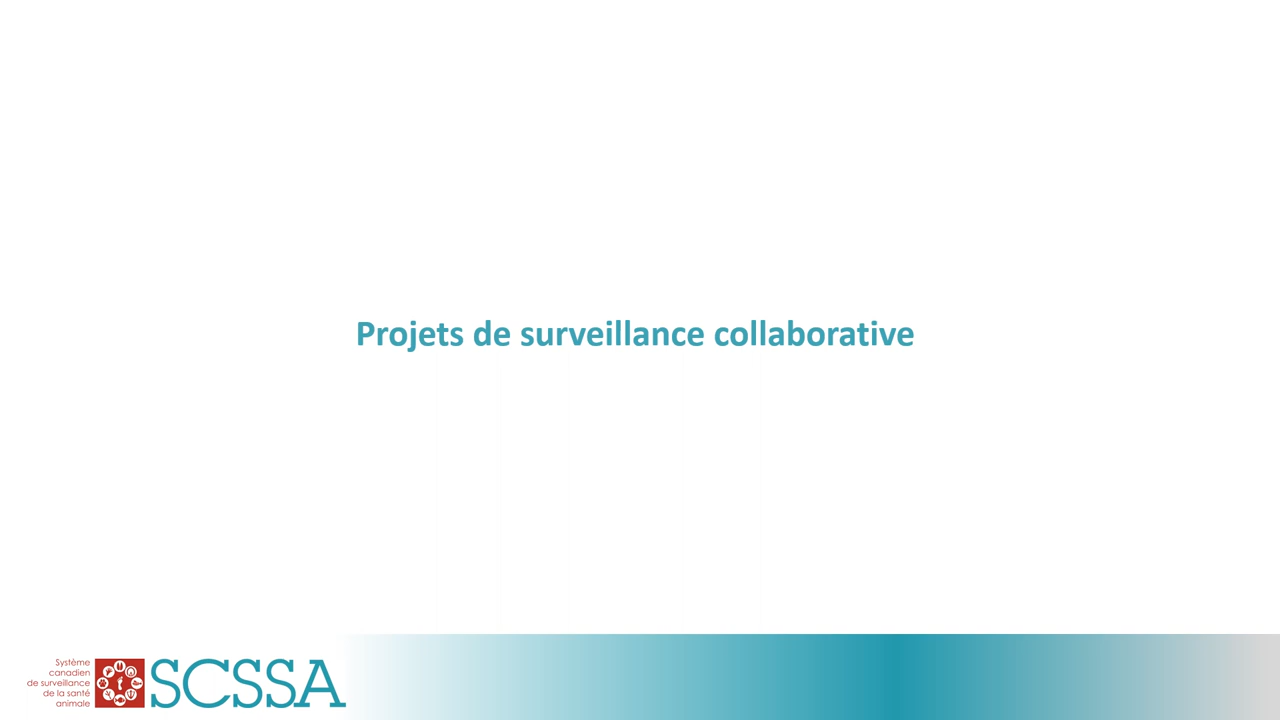 Projets de surveillance collaborative
Système
canadien
de surveillance
de la santé
animale
SCSSA